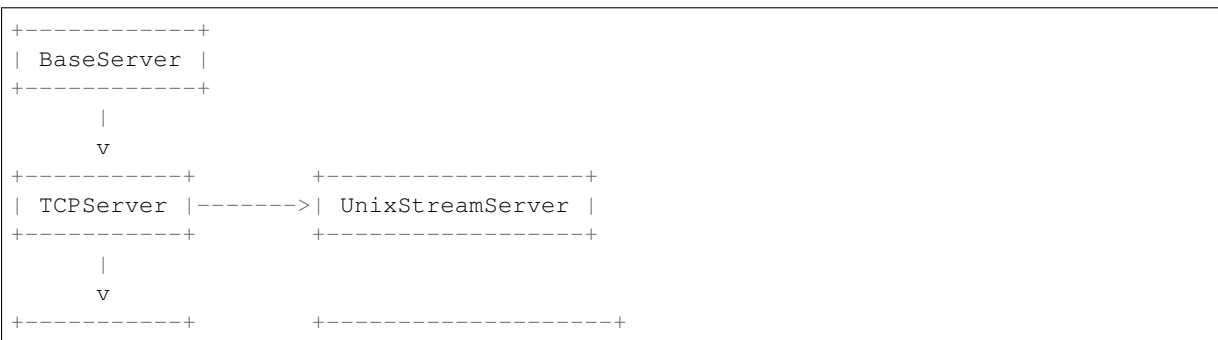 +------------+
| BaseServer |
+------------+
      |
      v
+-----------+        +------------------+
| TCPServer |------->| UnixStreamServer |
+-----------+        +------------------+
      |
      v
+-----------+        +--------------------+